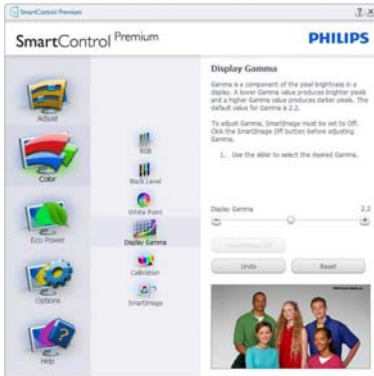 SmartControl Premium
SmartControl Premium
PHILIPS
Adjust
Color
Eco Power
Options
Help
RGB
Black Level
White Point
Display Gamma
Calibration
SmartImage
Display Gamma
Gamma is a component of the pixel brightness in a
display. A lower Gamma value produces brighter pixels
and a higher Gamma value produces darker pixels. The
default value for Gamma is 2.2.
To adjust Gamma, SmartImage must be set to Off.
Click the SmartImage Off button before adjusting
Gamma.
1. Use the slider to select the desired Gamma.
Display Gamma 2.2
SmartImage Off
Undo Reset